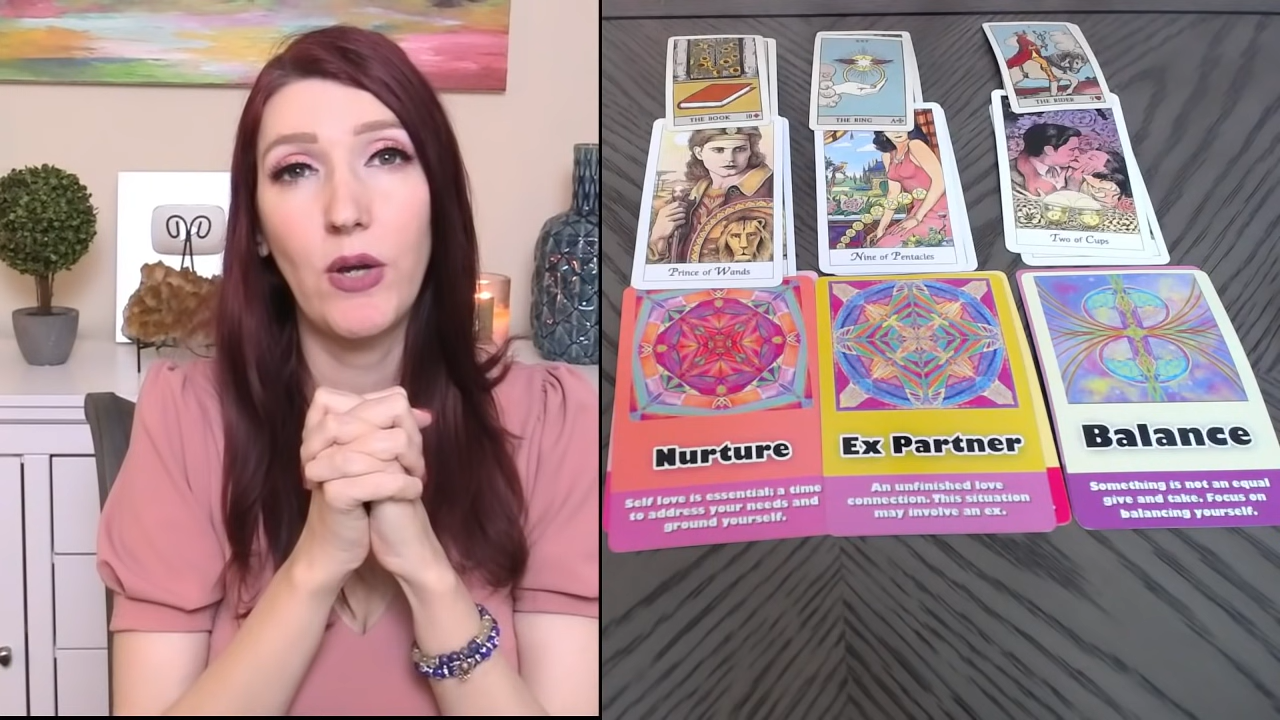 THE BOOK 10
THE RING A
THE RIDER 9
Prince of Wands
Nine of Pentacles
Two of Cups
Nurture
Self love is essential; a time
to address your needs and
ground yourself.
Ex Partner
An unfinished love
connection. This situation
may involve an ex.
Balance
Something is not an equal
give and take. Focus on
balancing yourself.